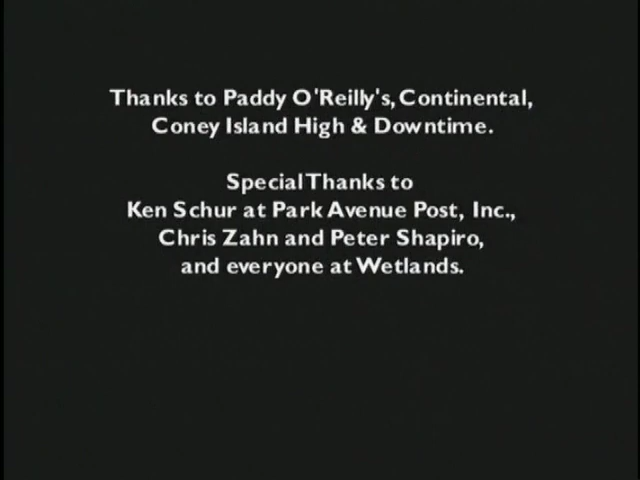 Thanks to Paddy O'Reilly's, Continental,
Coney Island High & Downtime.
Special Thanks to
Ken Schur at Park Avenue Post, Inc.,
Chris Zahn and Peter Shapiro,
and everyone at Wetlands.